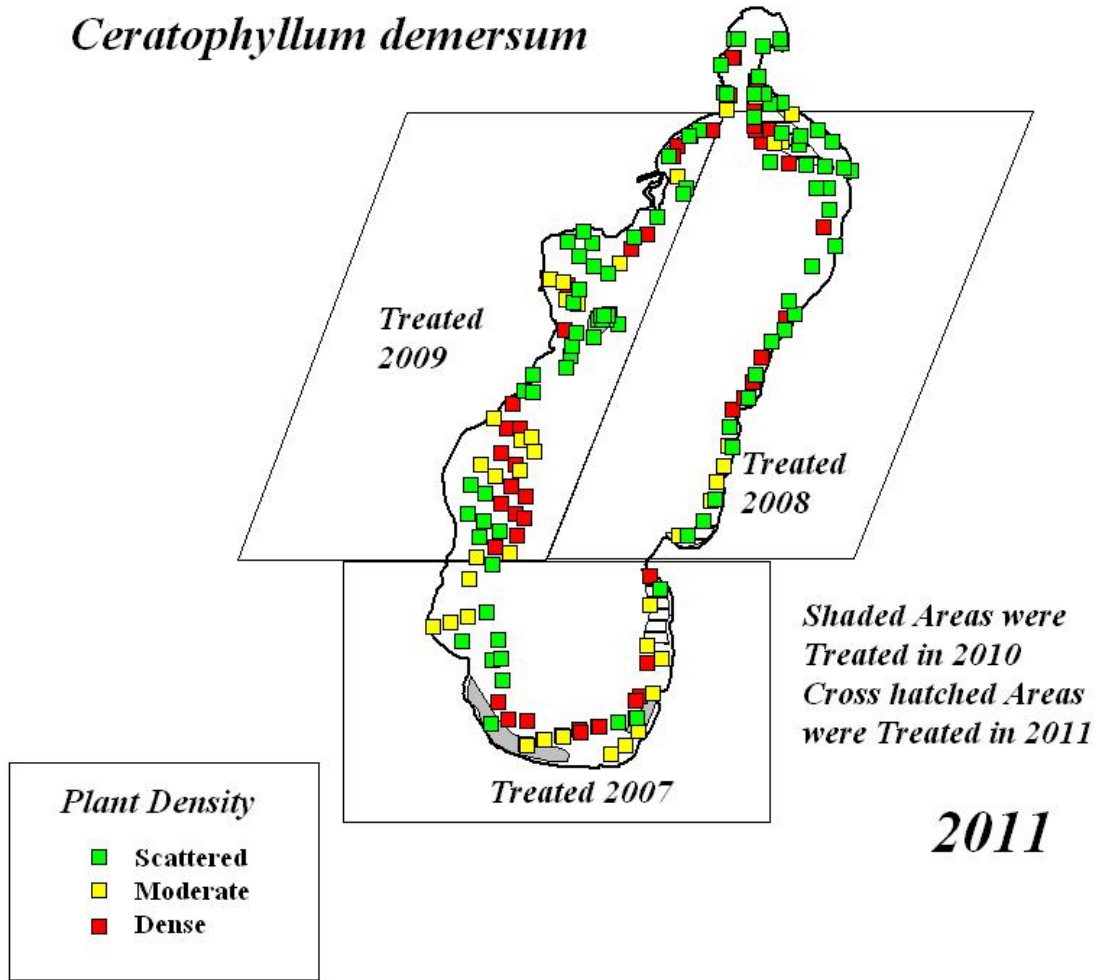 Ceratophyllum demersum
Treated
2009
Treated
2008
Shaded Areas were
Treated in 2010
Cross hatched Areas
were Treated in 2011
Treated 2007
2011
Plant Density
Scattered
Moderate
Dense